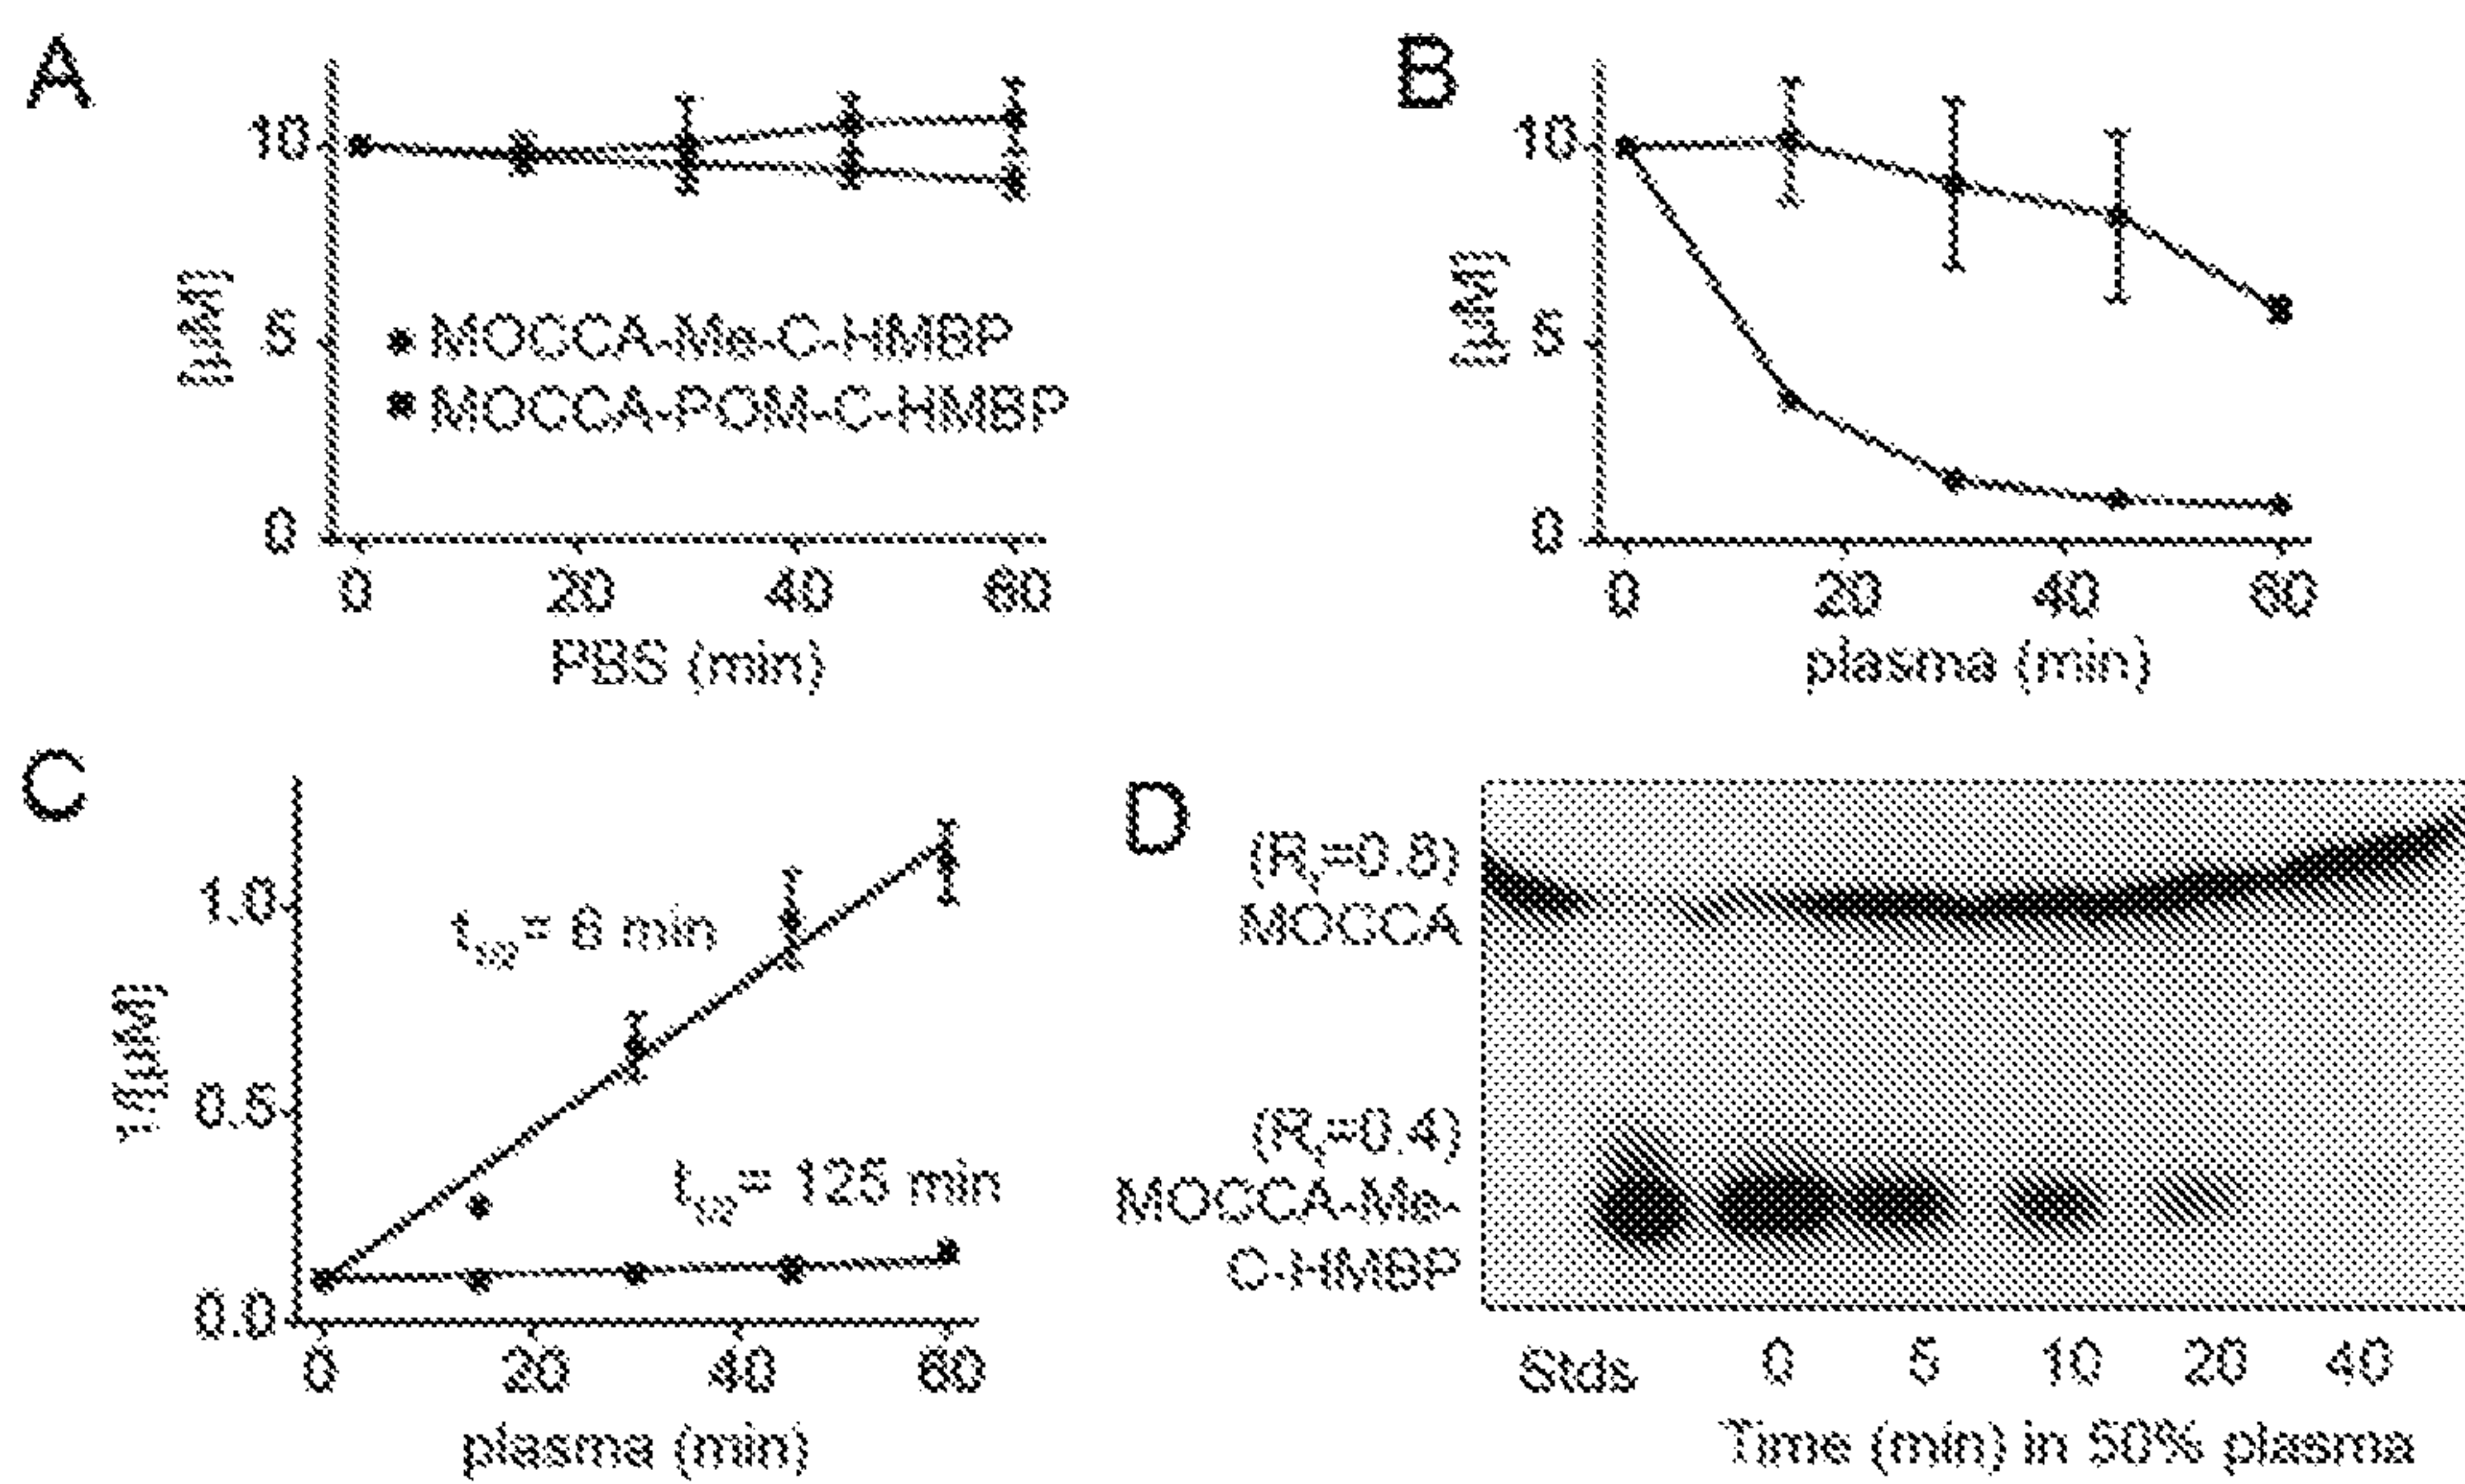 A
10
5
0
[µM]
MOCCA-Me-C-HMBP
MOCCA-POM-C-HMBP
0 20 40 60
PBS (min)
B
10
5
0
[µM]
0 20 40 60
plasma (min)
C
1.0
0.5
0.0
1/[µM]
t1/2= 6 min
t1/2= 125 min
0 20 40 60
plasma (min)
D
(Rf=0.8)
MOCCA
(Rf=0.4)
MOCCA-Me-
C-HMBP
Stds 0 5 10 20 40
Time (min) in 50% plasma